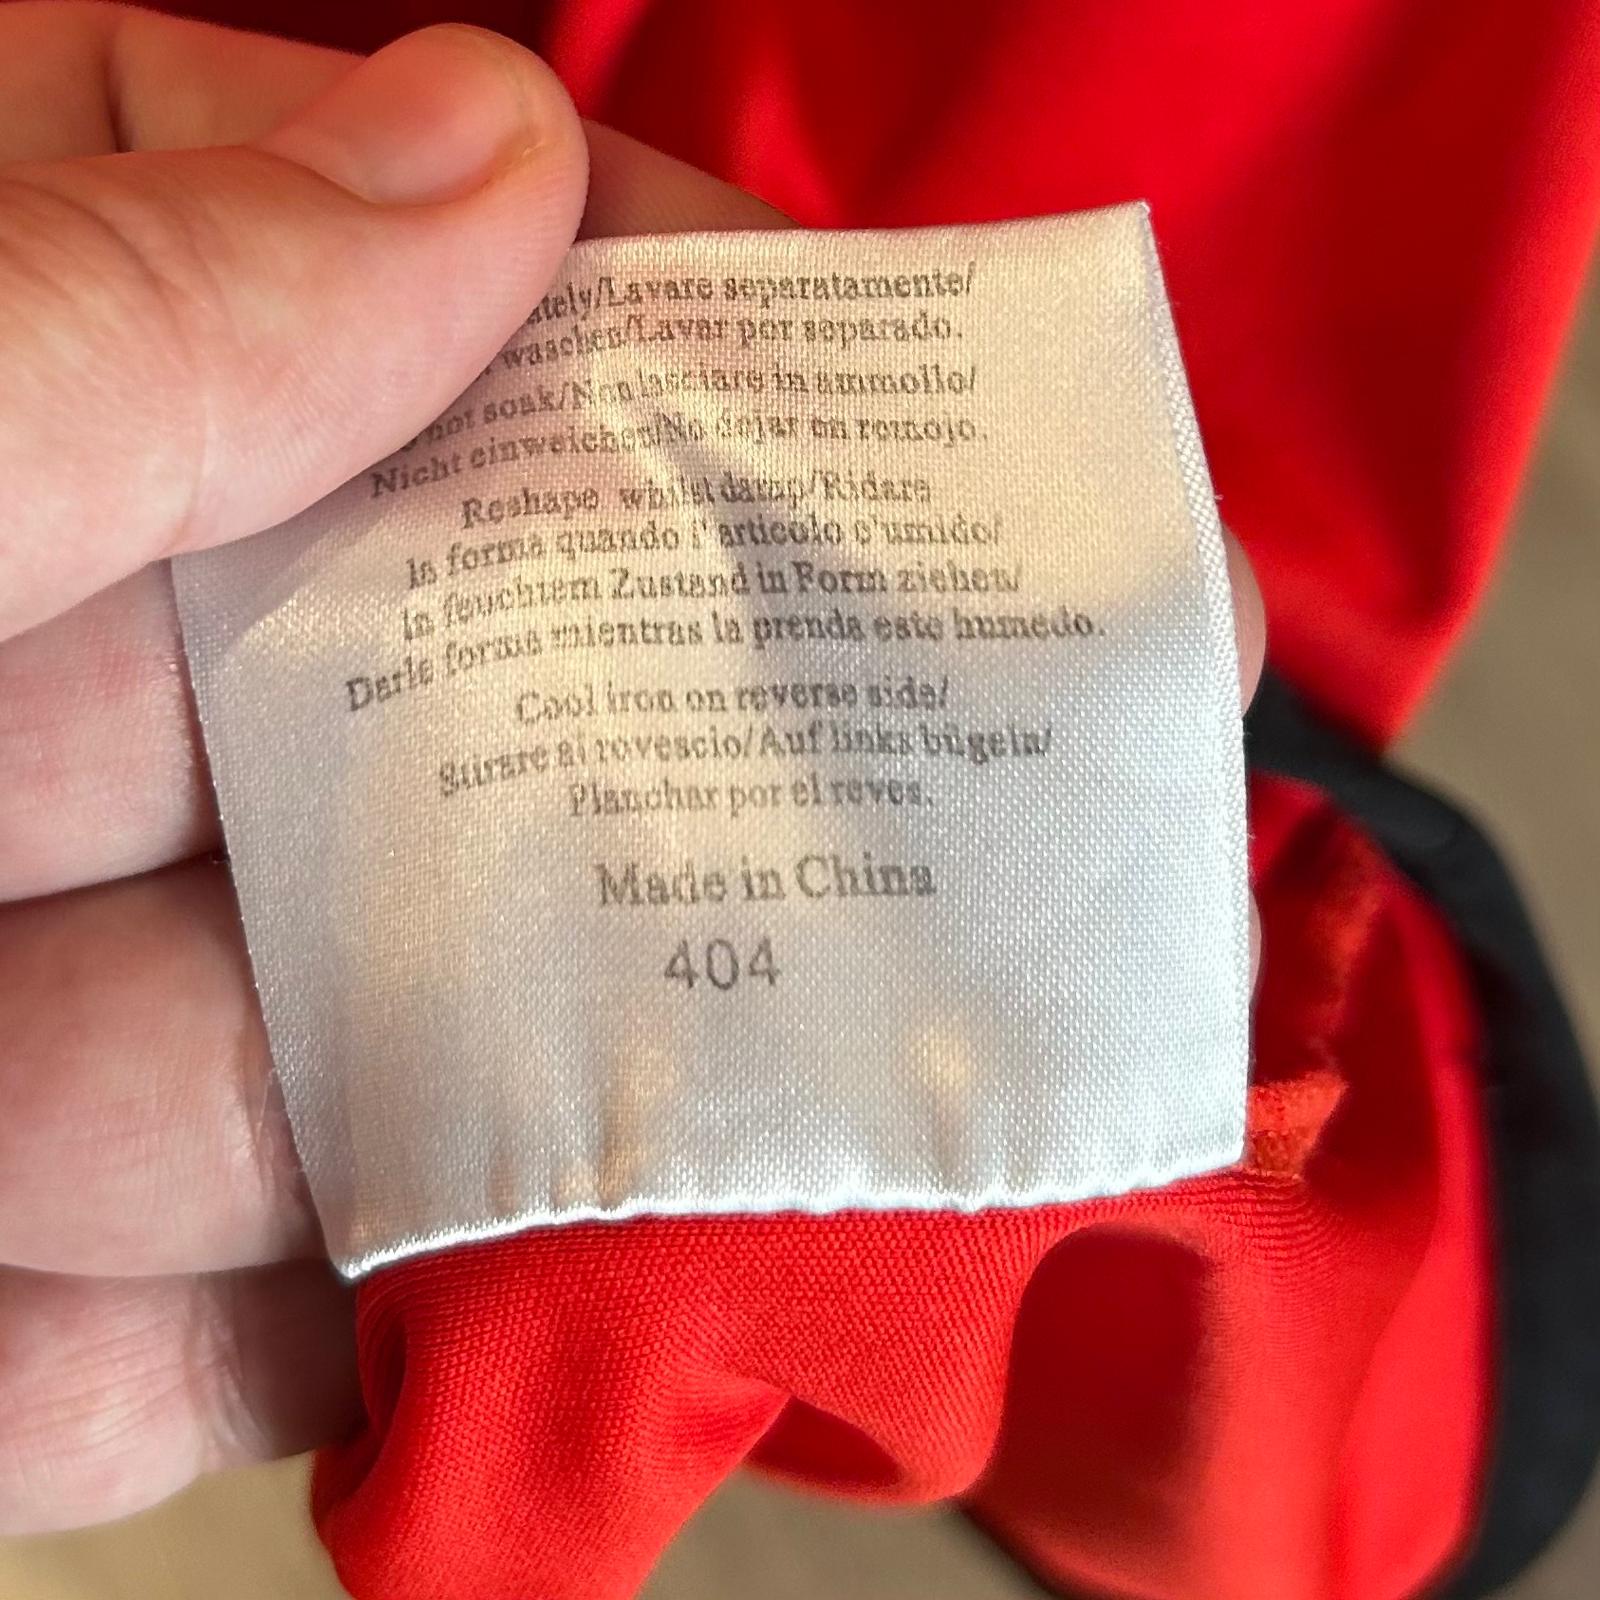 ately/Lavare separatamente/
waschen/Lavar por separado.
not soak/Non lasciare in ammollo/
Nicht einweichen/No dejar en remojo.
Reshape whilst damp/Ridare
la forma quando l'articolo e'umido/
In feuchtem Zustand in Form ziehen/
Darle forma mientras la prenda este humedo.
Cool iron on reverse side/
Stirare al rovescio/Auf links bügeln/
Planchar por el reves.
Made in China
404